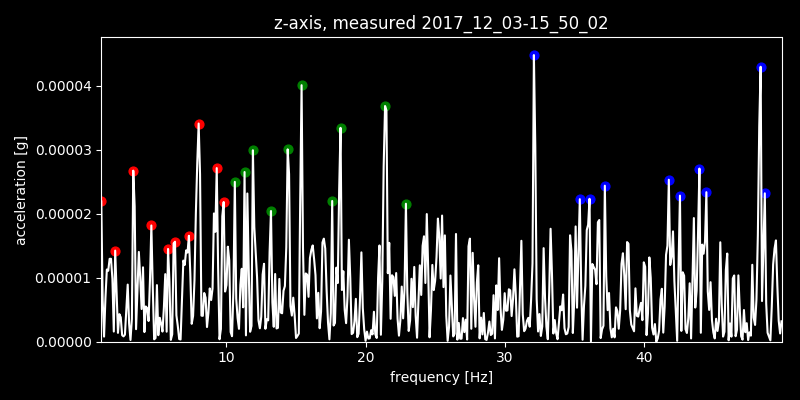 z-axis, measured 2017_12_03-15_50_02
0.00004
0.00003
0.00002
0.00001
0.00000
acceleration [g]
10 20 30 40
frequency [Hz]